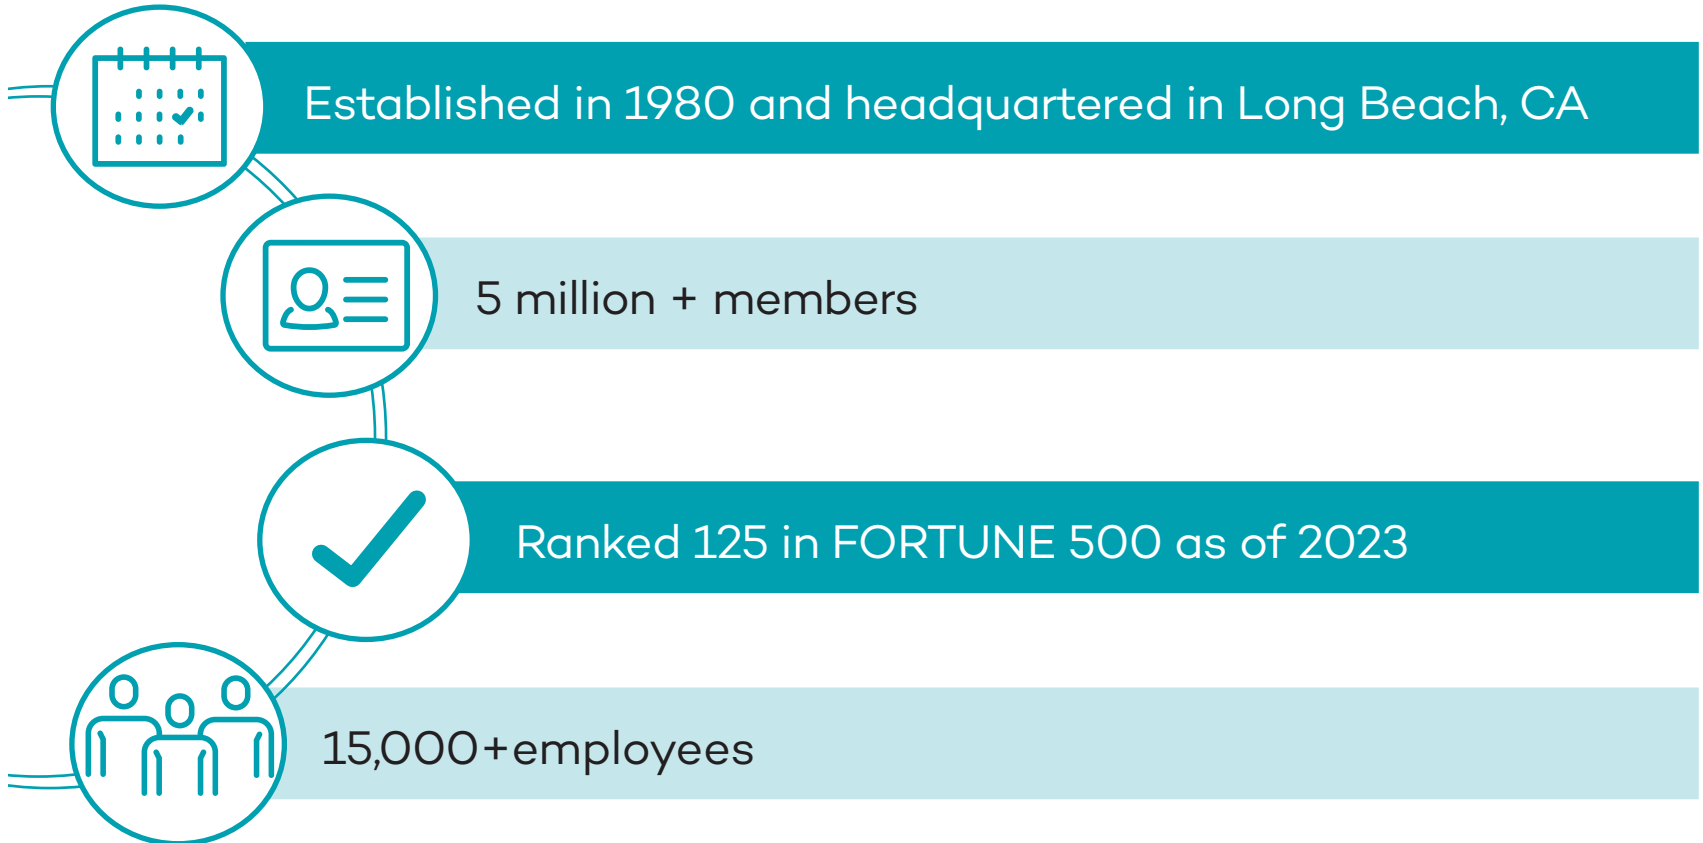 Established in 1980 and headquartered in Long Beach, CA
5 million + members
Ranked 125 in FORTUNE 500 as of 2023
15,000+employees